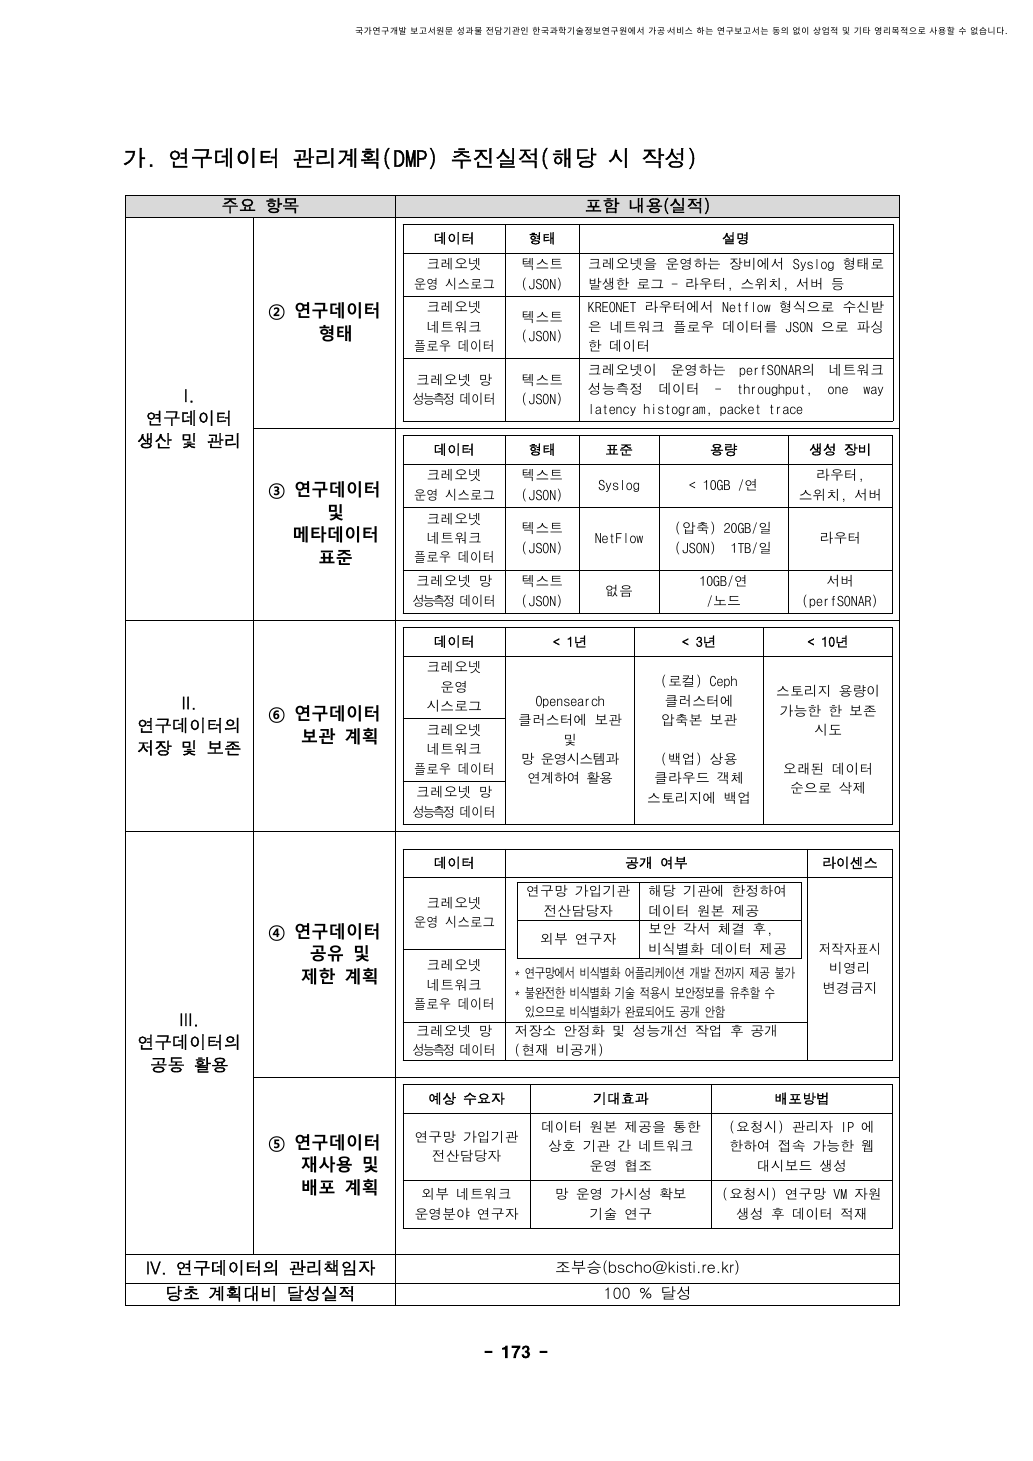 국가연구개발 보고서원문 성과물 전담기관인 한국과학기술정보연구원에서 가공·서비스 하는 연구보고서는 동의 없이 상업적 및 기타 영리목적으로 사용할 수 없습니다.
가. 연구데이터 관리계획(DMP) 추진실적(해당 시 작성)
주요 항목 포함 내용(실적)
I.
연구데이터
생산 및 관리
② 연구데이터
형태
데이터 형태 설명
크레오넷
운영 시스로그
텍스트
(JSON)
크레오넷을 운영하는 장비에서 Syslog 형태로
발생한 로그 - 라우터, 스위치, 서버 등
크레오넷
네트워크
플로우 데이터
텍스트
(JSON)
KREONET 라우터에서 Netflow 형식으로 수신받
은 네트워크 플로우 데이터를 JSON 으로 파싱
한 데이터
크레오넷 망
성능측정 데이터
텍스트
(JSON)
크레오넷이 운영하는 perfSONAR의 네트워크
성능측정 데이터 - throughput, one way
latency histogram, packet trace
③ 연구데이터
및
메타데이터
표준
데이터 형태 표준 용량 생성 장비
크레오넷
운영 시스로그
텍스트
(JSON)
Syslog
< 10GB /연
라우터,
스위치, 서버
크레오넷
네트워크
플로우 데이터
텍스트
(JSON)
NetFlow
(압축) 20GB/일
(JSON) 1TB/일
라우터
크레오넷 망
성능측정 데이터
텍스트
(JSON)
없음
10GB/연
/노드
서버
(perfSONAR)
II.
연구데이터의
저장 및 보존
⑥ 연구데이터
보관 계획
데이터 < 1년 < 3년 < 10년
크레오넷
운영
시스로그
크레오넷
네트워크
플로우 데이터
크레오넷 망
성능측정 데이터
Opensearch
클러스터에 보관
및
망 운영시스템과
연계하여 활용
(로컬) Ceph
클러스터에
압축본 보관
(백업) 상용
클라우드 객체
스토리지에 백업
스토리지 용량이
가능한 한 보존
시도
오래된 데이터
순으로 삭제
III.
연구데이터의
공동 활용
④ 연구데이터
공유 및
제한 계획
데이터 공개 여부 라이센스
크레오넷
운영 시스로그
크레오넷
네트워크
플로우 데이터
연구망 가입기관
전산담당자
해당 기관에 한정하여
데이터 원본 제공
외부 연구자
보안 각서 체결 후,
비식별화 데이터 제공
* 연구망에서 비식별화 어플리케이션 개발 전까지 제공 불가
* 불완전한 비식별화 기술 적용시 보안정보를 유추할 수
있으므로 비식별화가 완료되어도 공개 안함
크레오넷 망
성능측정 데이터
저장소 안정화 및 성능개선 작업 후 공개
(현재 비공개)
저작자표시
비영리
변경금지
⑤ 연구데이터
재사용 및
배포 계획
예상 수요자 기대효과 배포방법
연구망 가입기관
전산담당자
데이터 원본 제공을 통한
상호 기관 간 네트워크
운영 협조
(요청시) 관리자 IP 에
한하여 접속 가능한 웹
대시보드 생성
외부 네트워크
운영분야 연구자
망 운영 가시성 확보
기술 연구
(요청시) 연구망 VM 자원
생성 후 데이터 적재
IV. 연구데이터의 관리책임자 조부승(bscho@kisti.re.kr)
당초 계획대비 달성실적 100 % 달성
- 173 -